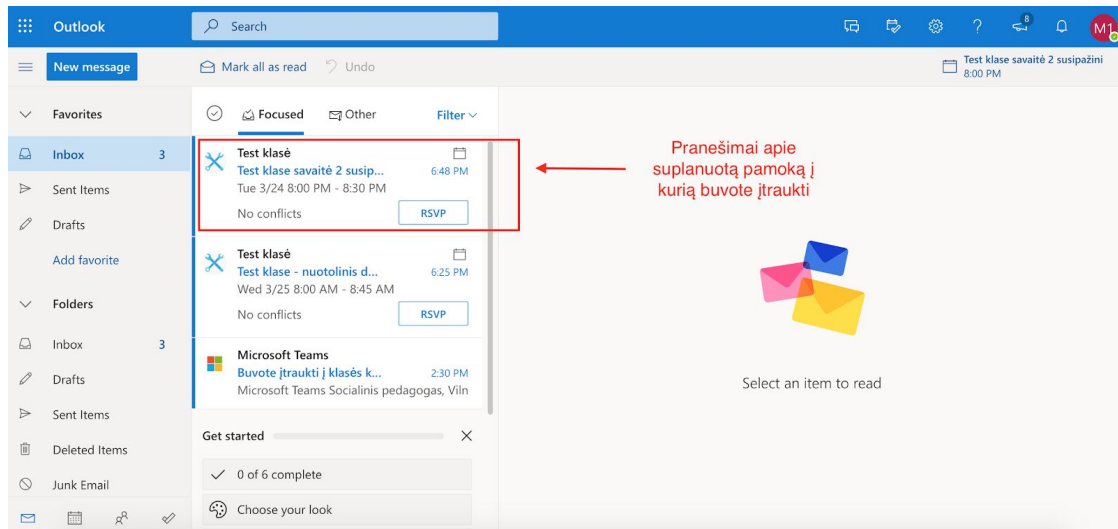 Outlook
Search
8
M1
New message
Mark all as read
Undo
Test klase savaitė 2 susipažini
8:00 PM
Favorites
Inbox 3
Sent Items
Drafts
Add favorite
Folders
Inbox 3
Drafts
Sent Items
Deleted Items
Junk Email
Focused
Other
Filter
Test klasė
Test klase savaitė 2 susip... 6:48 PM
Tue 3/24 8:00 PM - 8:30 PM
No conflicts RSVP
Test klasė
Test klase - nuotolinis d... 6:25 PM
Wed 3/25 8:00 AM - 8:45 AM
No conflicts RSVP
Microsoft Teams
Buvote įtraukti į klasės k... 2:30 PM
Microsoft Teams Socialinis pedagogas, Viln
Get started
0 of 6 complete
Choose your look
Pranešimai apie
suplanuotą pamoką į
kurią buvote įtraukti
Select an item to read